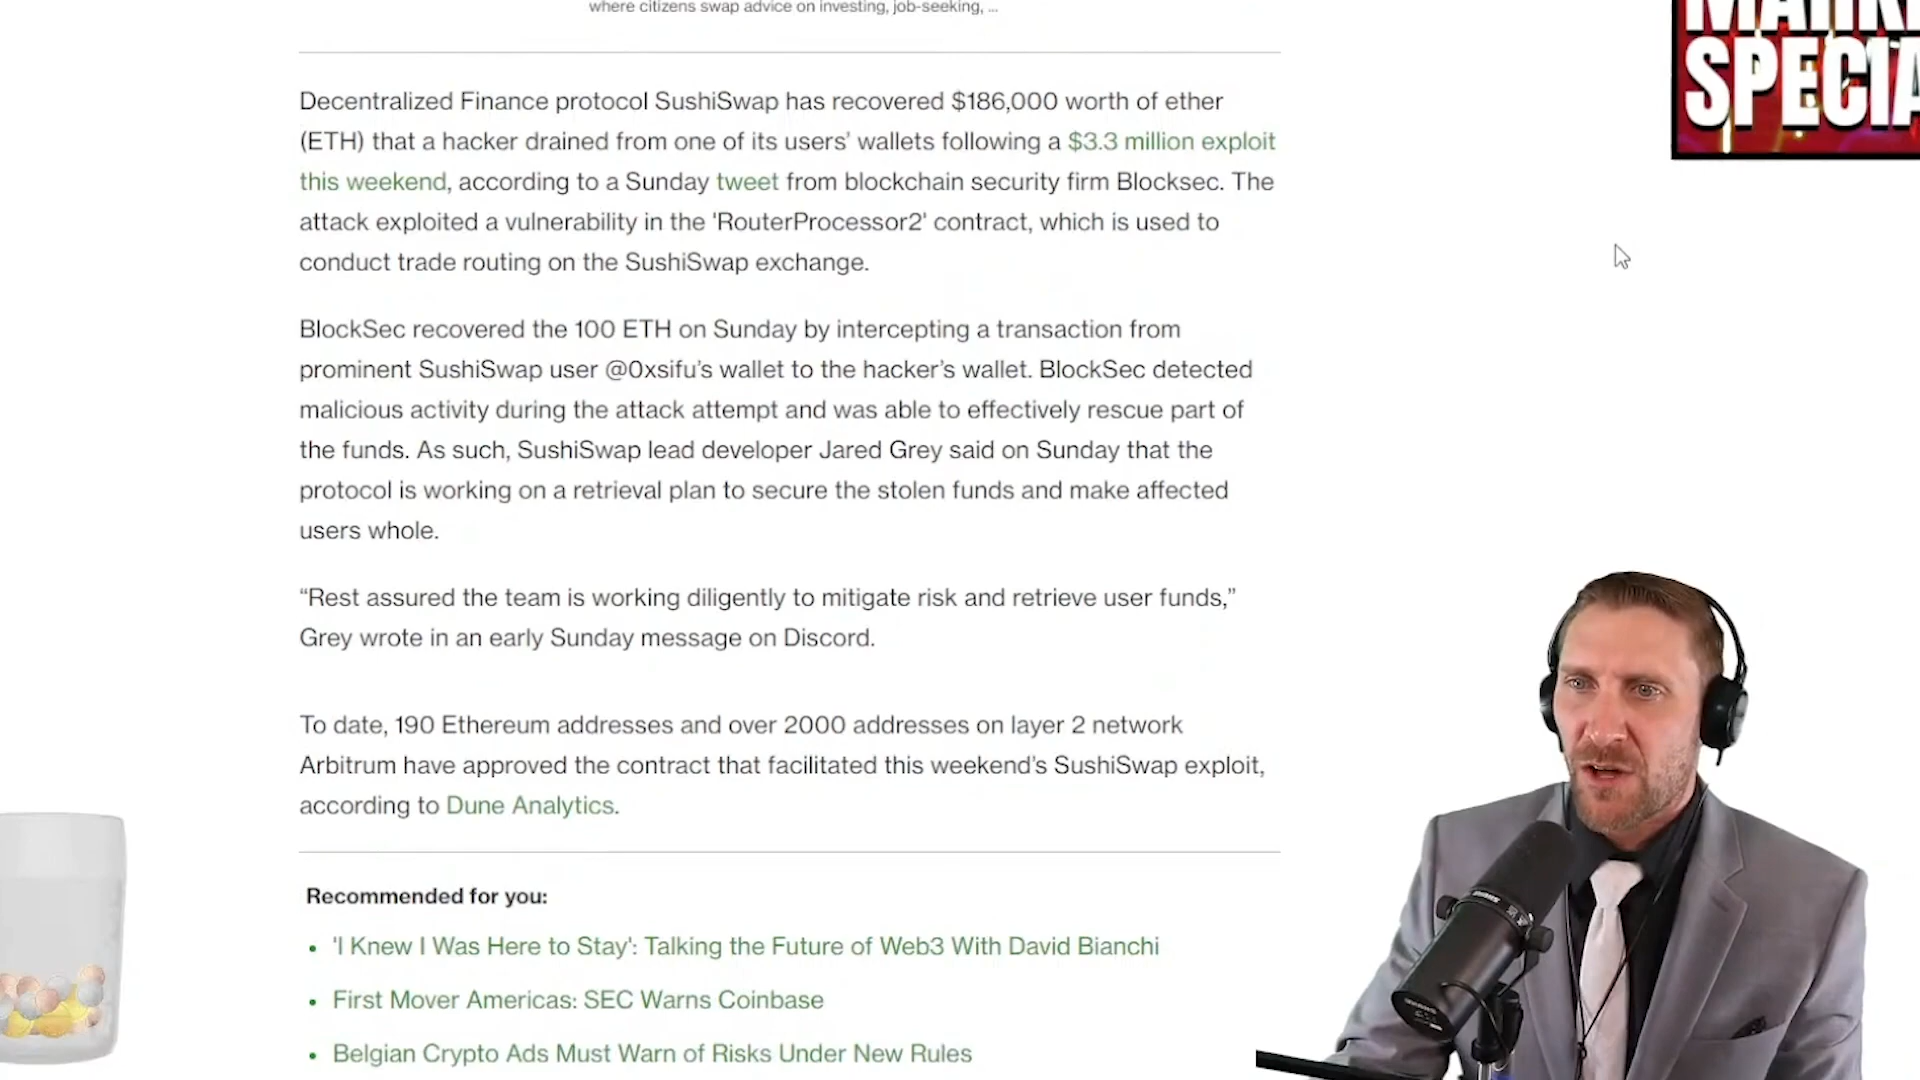 where citizens swap advice on investing, job-seeking, ...
SPECIA
Decentralized Finance protocol SushiSwap has recovered $186,000 worth of ether
(ETH) that a hacker drained from one of its users’ wallets following a $3.3 million exploit
this weekend, according to a Sunday tweet from blockchain security firm Blocksec. The
attack exploited a vulnerability in the 'RouterProcessor2' contract, which is used to
conduct trade routing on the SushiSwap exchange.
BlockSec recovered the 100 ETH on Sunday by intercepting a transaction from
prominent SushiSwap user @0xsifu’s wallet to the hacker’s wallet. BlockSec detected
malicious activity during the attack attempt and was able to effectively rescue part of
the funds. As such, SushiSwap lead developer Jared Grey said on Sunday that the
protocol is working on a retrieval plan to secure the stolen funds and make affected
users whole.
“Rest assured the team is working diligently to mitigate risk and retrieve user funds,”
Grey wrote in an early Sunday message on Discord.
To date, 190 Ethereum addresses and over 2000 addresses on layer 2 network
Arbitrum have approved the contract that facilitated this weekend’s SushiSwap exploit,
according to Dune Analytics.
Recommended for you:
• 'I Knew I Was Here to Stay': Talking the Future of Web3 With David Bianchi
• First Mover Americas: SEC Warns Coinbase
• Belgian Crypto Ads Must Warn of Risks Under New Rules